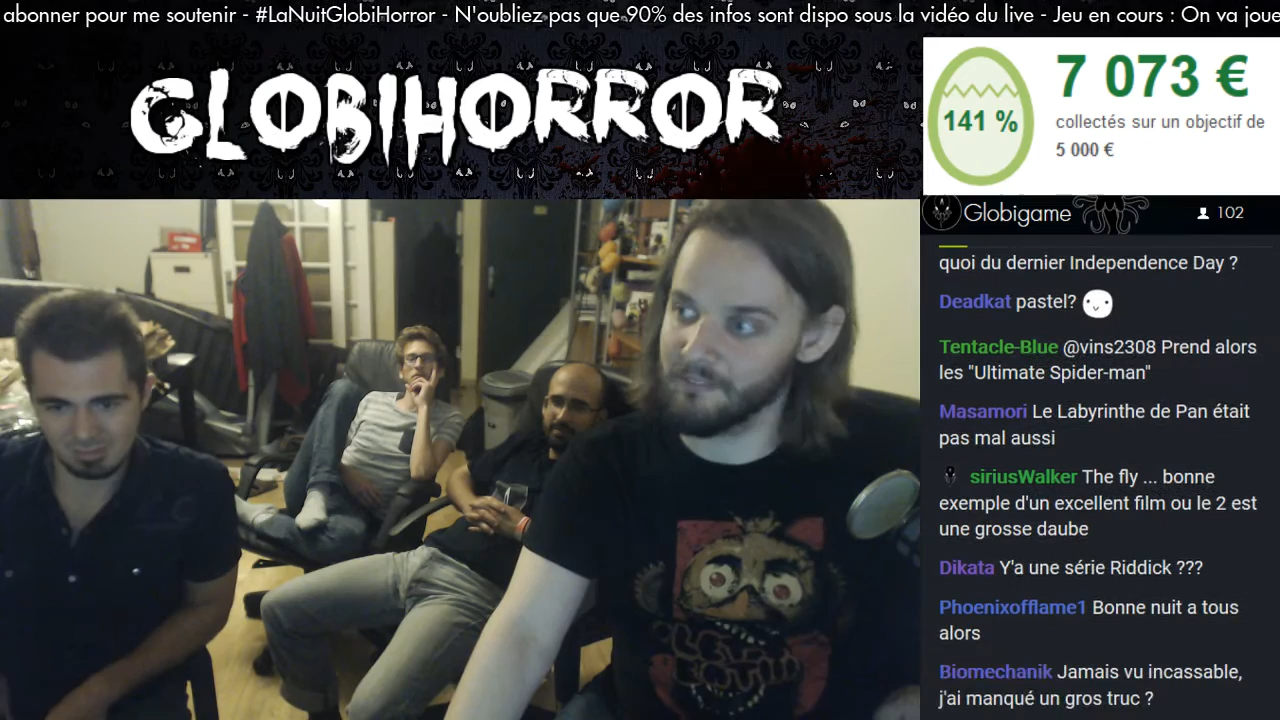 abonner pour me soutenir - #LaNuitGlobiHorror - N'oubliez pas que 90% des infos sont dispo sous la vidéo du live - Jeu en cours : On va joue
GLOBIHORROR
141 %
7 073 €
collectés sur un objectif de
5 000 €
Globigame
102
quoi du dernier Independence Day ?
Deadkat pastel?
Tentacle-Blue @vins2308 Prend alors
les "Ultimate Spider-man"
Masamori Le Labyrinthe de Pan était
pas mal aussi
siriusWalker The fly ... bonne
exemple d'un excellent film ou le 2 est
une grosse daube
Dikata Y'a une série Riddick ???
Phoenixofflame1 Bonne nuit a tous
alors
Biomechanik Jamais vu incassable,
j'ai manqué un gros truc ?
LET'S